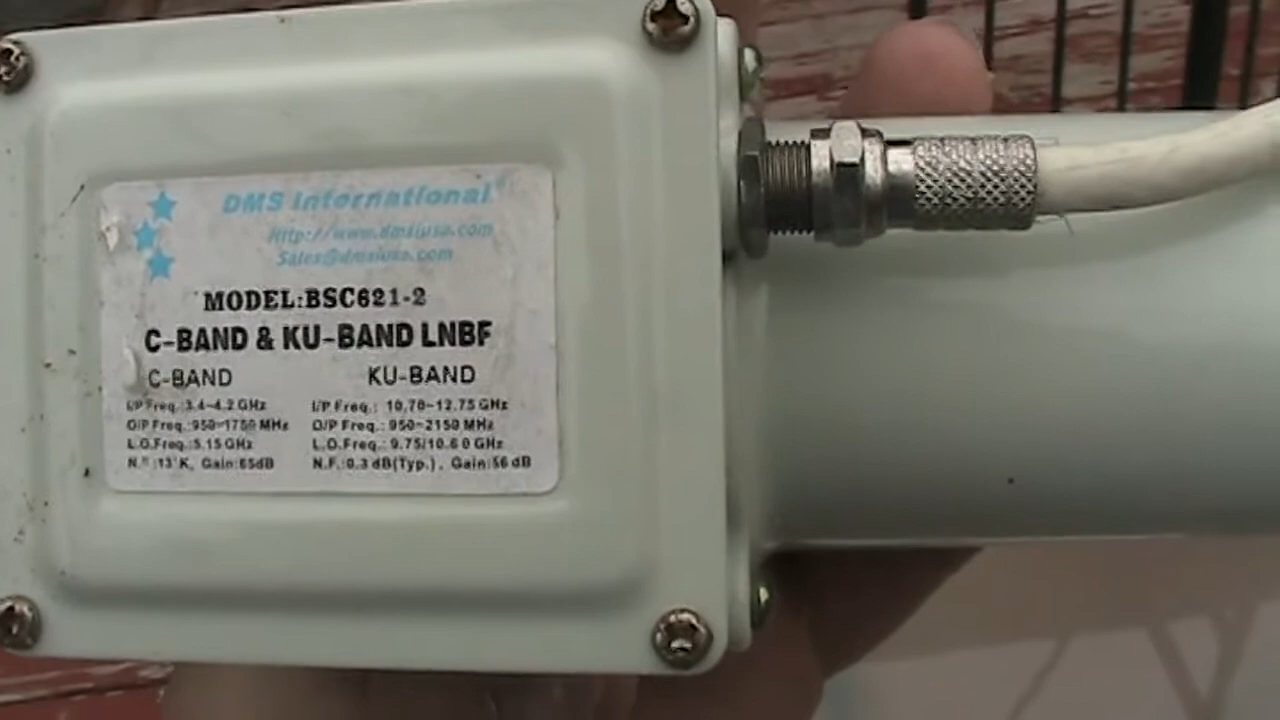 DMS International
Http://www.dmsiusa.com
Sales@dmsiusa.com
MODEL:BSC621-2
C-BAND & KU-BAND LNBF
C-BAND KU-BAND
I/P Freq.:3.4~4.2 GHz I/P Freq.: 10.70~12.75 GHz
O/P Freq.:950~1750 MHz O/P Freq.:950~2150 MHz
L.O.Freq.:5.15 GHz L.O.Freq.:9.75/10.60 GHz
N.F:13°K, Gain:65dB N.F.:0.3 dB(Typ.), Gain:56 dB